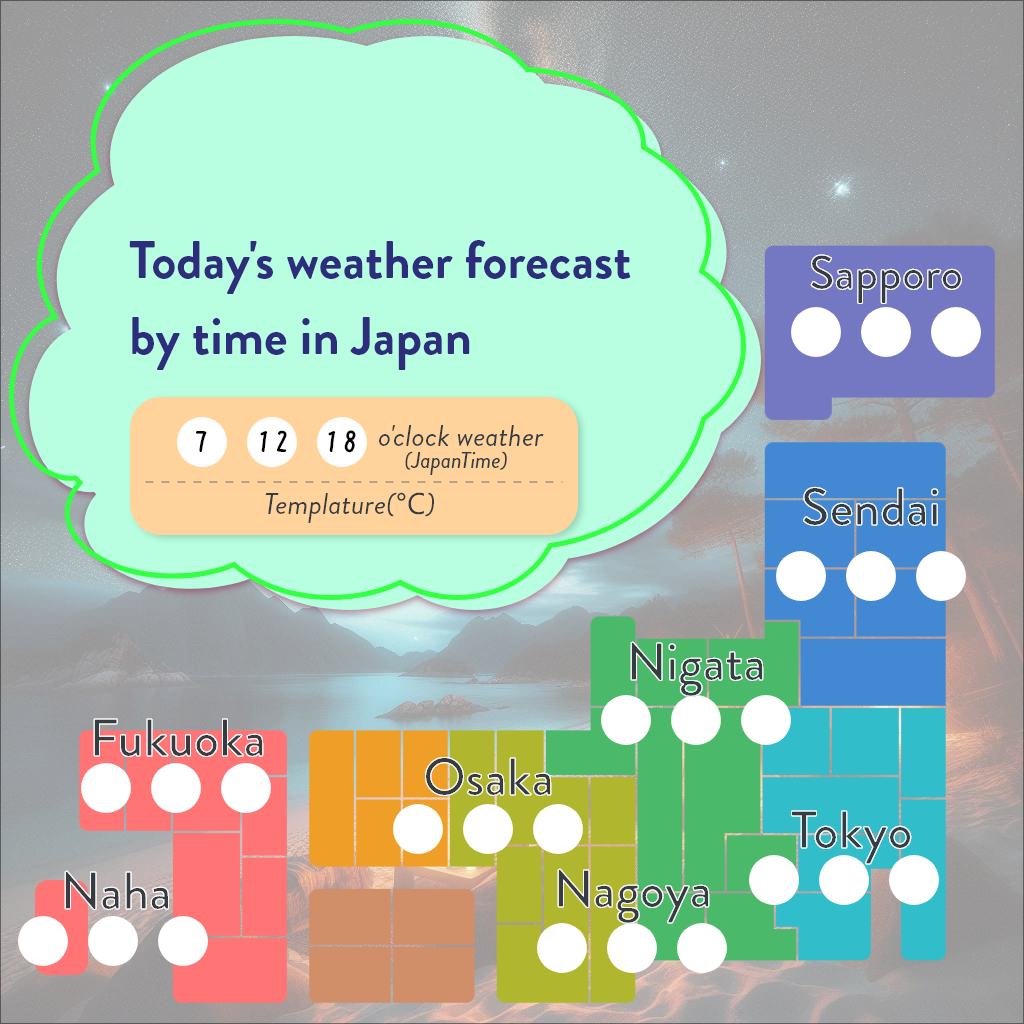 Today's weather forecast
by time in Japan
7 12 18 o'clock weather
(JapanTime)
Templature(°C)
Sapporo
Sendai
Nigata
Fukuoka
Osaka
Tokyo
Naha
Nagoya